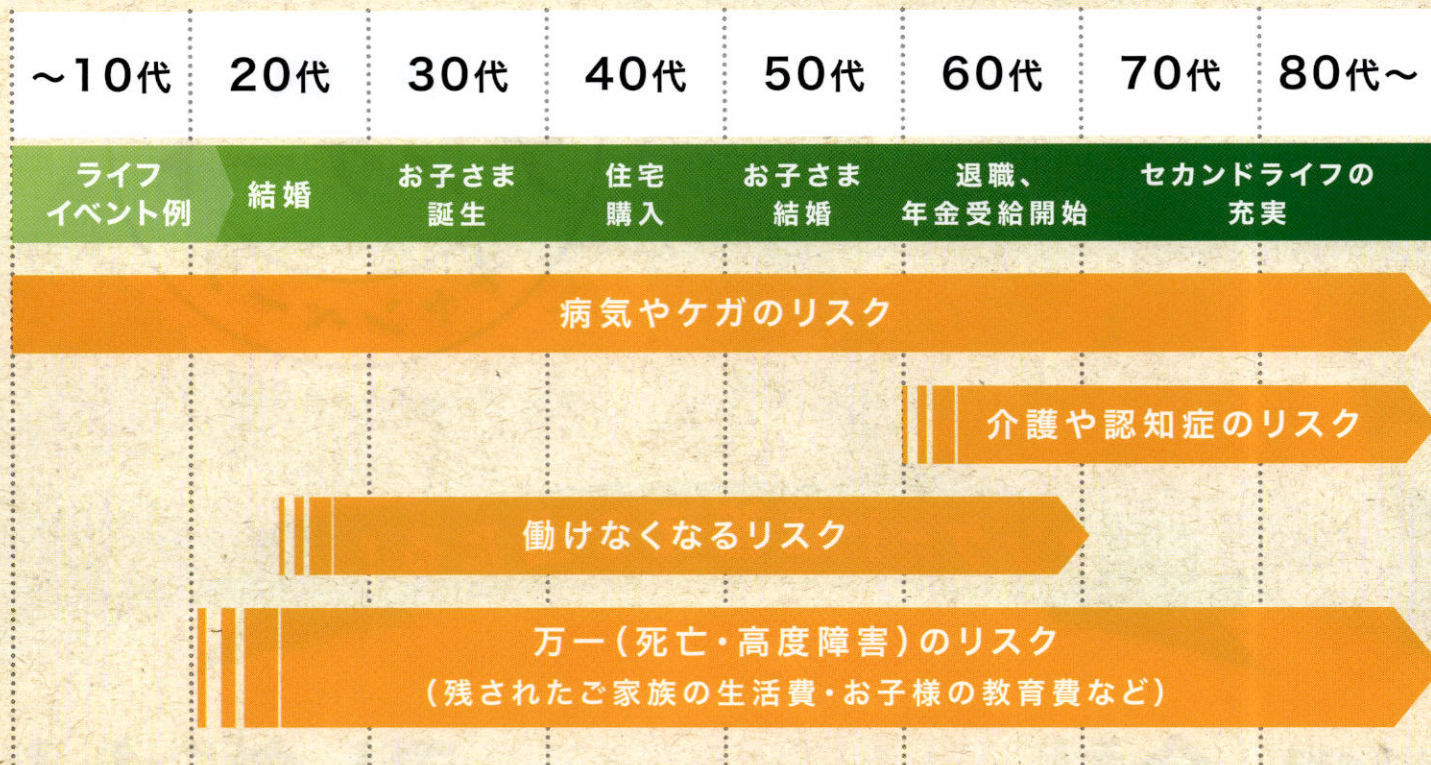 ～10代
20代
30代
40代
50代
60代
70代
80代～
ライフ
イベント例
結婚
お子さま
誕生
住宅
購入
お子さま
結婚
退職、
年金受給開始
セカンドライフの
充実
病気やケガのリスク
介護や認知症のリスク
働けなくなるリスク
万一(死亡・高度障害)のリスク
(残されたご家族の生活費・お子様の教育費など)